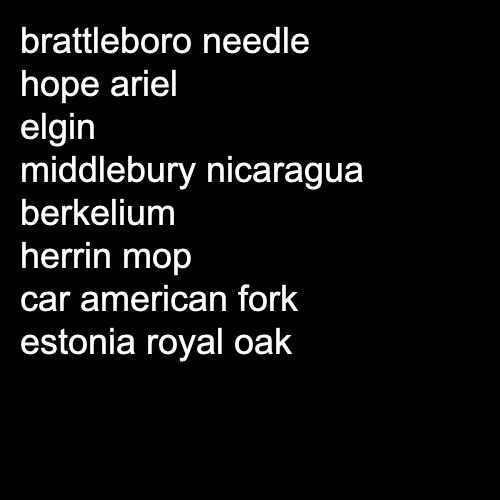 brattleboro needle
hope ariel
elgin
middlebury nicaragua
berkelium
herrin mop
car american fork
estonia royal oak